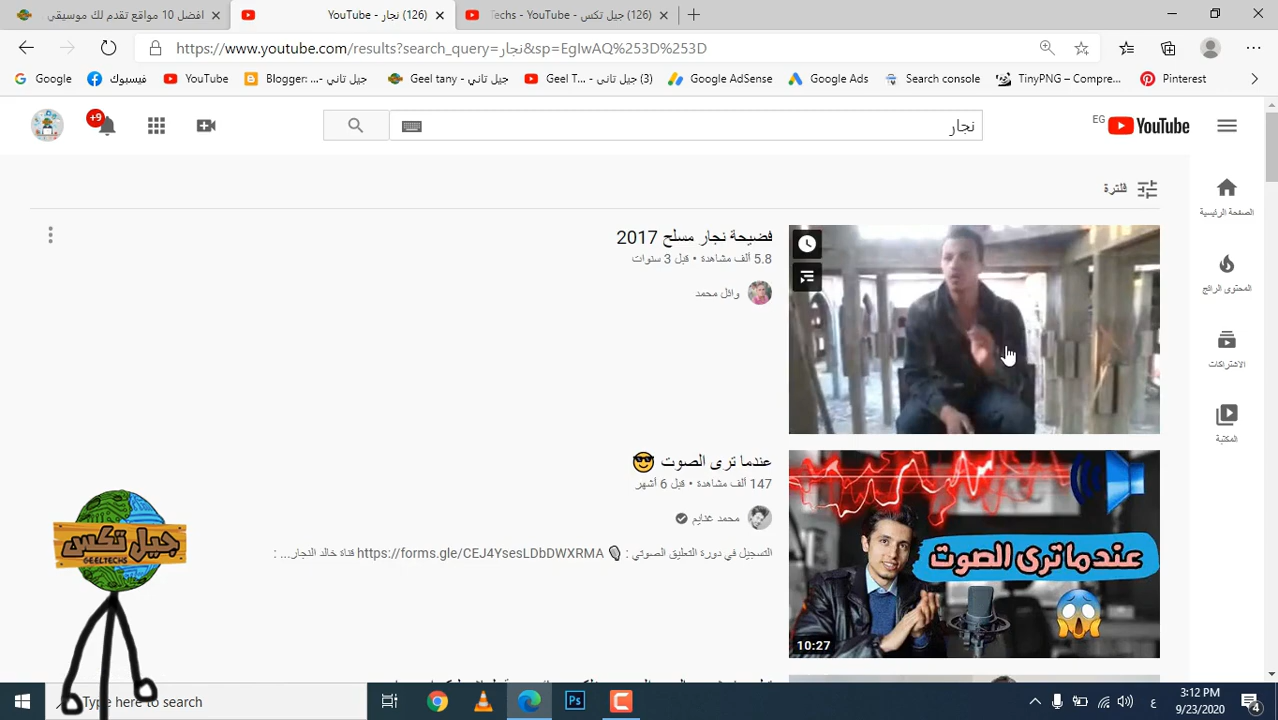 افضل 10 مواقع تقدم لك موسيقى
(126) نجار - YouTube
(126) جيل تكس - Techs - YouTube
https://www.youtube.com/results?search_query=نجار&sp=EgIwAQ%253D%253D
Google
فيسبوك
YouTube
Blogger: جيل تاني -...
Geel tany - جيل تاني
(3) جيل تاني - Geel T...
Google AdSense
Google Ads
Search console
TinyPNG – Compre...
Pinterest
+9
نجار
YouTube EG
فلترة
الصفحة الرئيسية
المحتوى الرائج
الاشتراكات
المكتبة
فضيحة نجار مسلح 2017
5.8 ألف مشاهدة • قبل 3 سنوات
وائل محمد
عندما ترى الصوت 😎
147 ألف مشاهدة • قبل 6 أشهر
محمد غدايم
التسجيل في دورة التعليق الصوتي : 🎙 https://forms.gle/CEJ4YsesLDbDWXRMA قناة خالد النجار... :
عندما ترى الصوت
10:27
جيل تكس
GEELTECHS
Type here to search
ع
3:12 PM
9/23/2020
4